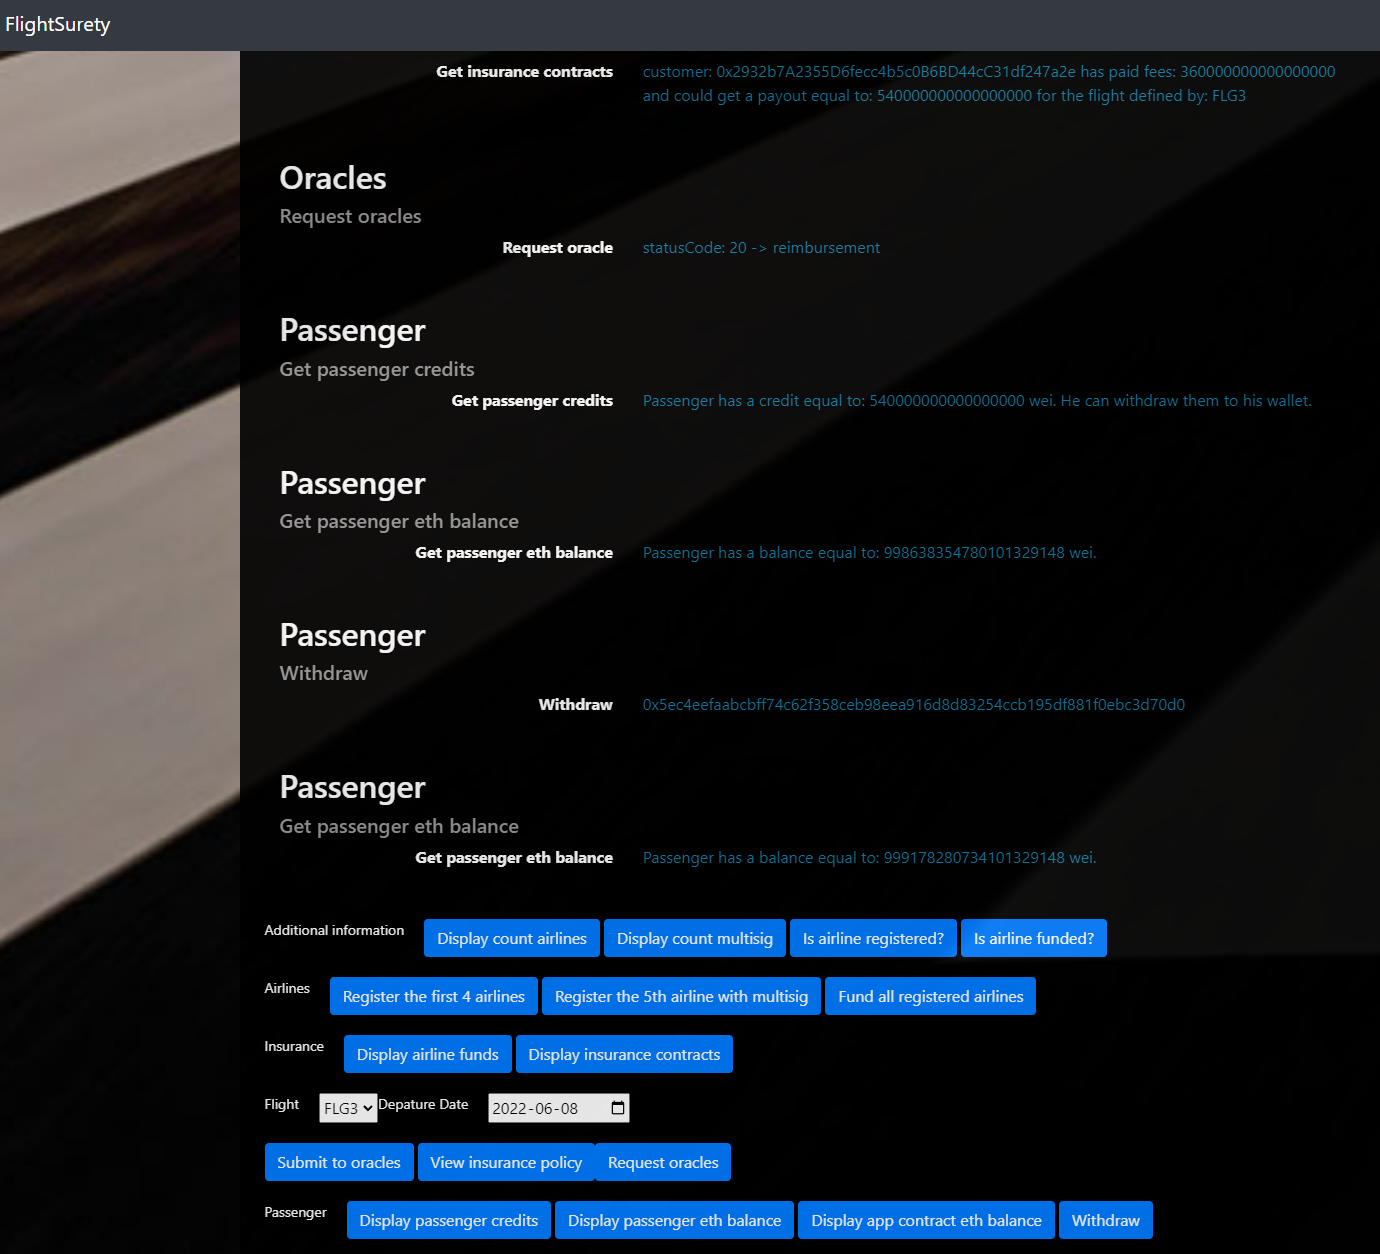 FlightSurety
Get insurance contracts customer: 0x2932b7A2355D6fecc4b5c0B6BD44cC31df247a2e has paid fees: 360000000000000000
and could get a payout equal to: 540000000000000000 for the flight defined by: FLG3
Oracles
Request oracles
Request oracle statusCode: 20 -> reimbursement
Passenger
Get passenger credits
Get passenger credits Passenger has a credit equal to: 540000000000000000 wei. He can withdraw them to his wallet.
Passenger
Get passenger eth balance
Get passenger eth balance Passenger has a balance equal to: 998638354780101329148 wei.
Passenger
Withdraw
Withdraw 0x5ec4eefaabcbff74c62f358ceb98eea916d8d83254ccb195df881f0ebc3d70d0
Passenger
Get passenger eth balance
Get passenger eth balance Passenger has a balance equal to: 999178280734101329148 wei.
Additional information Display count airlines Display count multisig Is airline registered? Is airline funded?
Airlines Register the first 4 airlines Register the 5th airline with multisig Fund all registered airlines
Insurance Display airline funds Display insurance contracts
Flight FLG3 Depature Date 2022-06-08
Submit to oracles View insurance policy Request oracles
Passenger Display passenger credits Display passenger eth balance Display app contract eth balance Withdraw